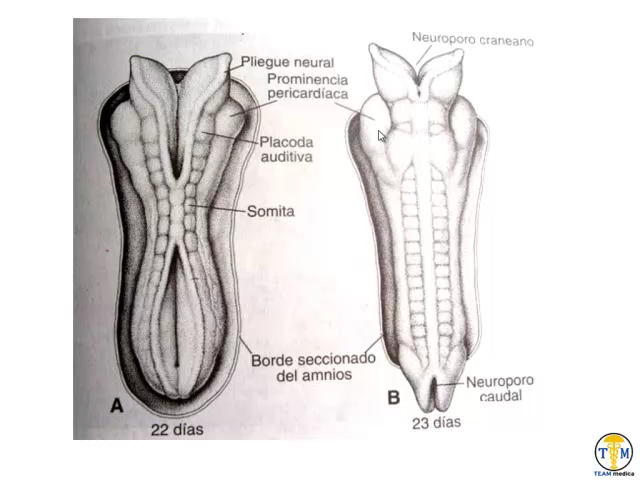 Neuroporo craneano
Pliegue neural
Prominencia
pericardíaca
Placoda
auditiva
Somita
Borde seccionado
del amnios
Neuroporo
caudal
A
B
22 días
23 días
T M
TEAM medica